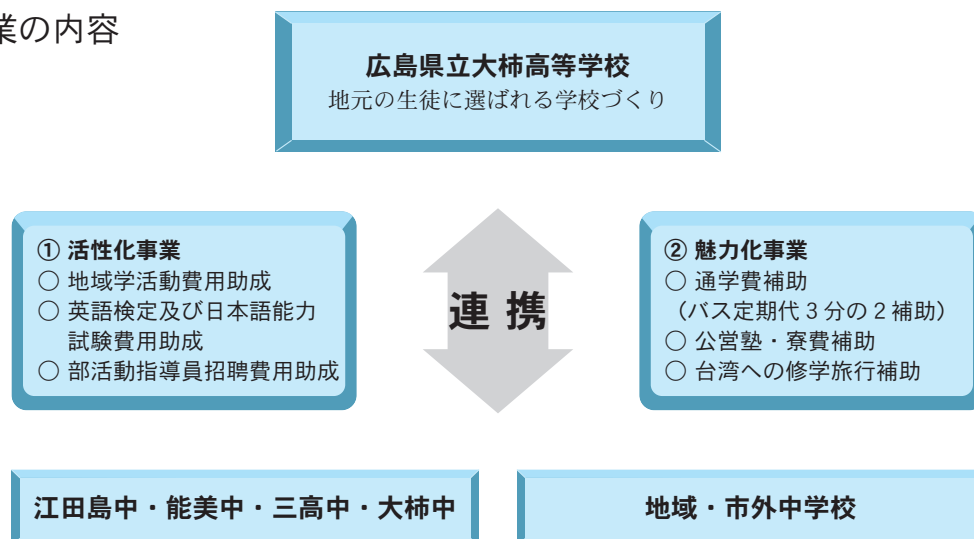 業の内容
広島県立大柿高等学校
地元の生徒に選ばれる学校づくり
① 活性化事業
○ 地域学活動費用助成
○ 英語検定及び日本語能力
試験費用助成
○ 部活動指導員招聘費用助成
連 携
② 魅力化事業
○ 通学費補助
（バス定期代３分の２補助）
○ 公営塾・寮費補助
○ 台湾への修学旅行補助
江田島中・能美中・三高中・大柿中
地域・市外中学校